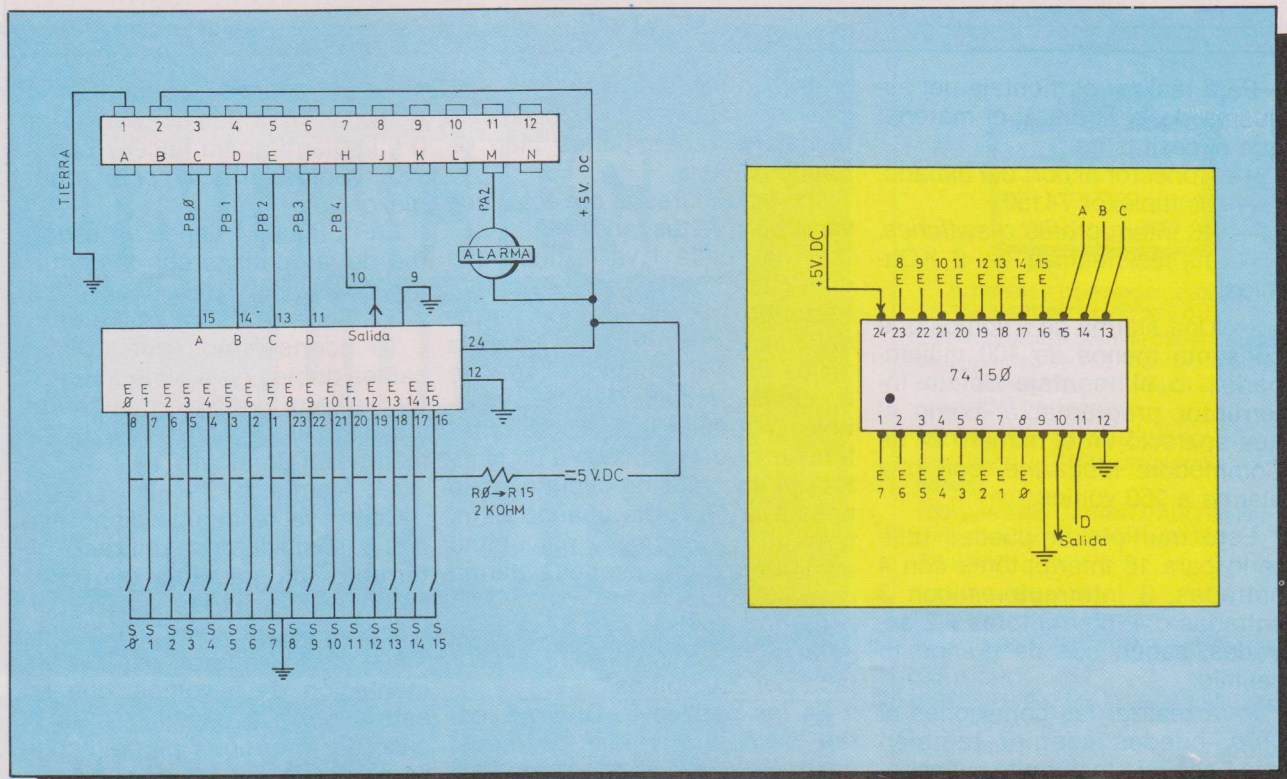 1 2 3 4 5 6 7 8 9 10 11 12
A B C D E F H J K L M N
TIERRA
PB Ø
PB 1
PB 2
PB 3
PB 4
PA2
+5V DC
ALARMA
10 9
15 14 13 11
A B C D Salida
24
12
E E E E E E E E E E E E E E E E
Ø 1 2 3 4 5 6 7 8 9 10 11 12 13 14 15
8 7 6 5 4 3 2 1 23 22 21 20 19 18 17 16
RØ→R15
2 KOHM
=5 V.DC
S S S S S S S S S S S S S S S S
Ø 1 2 3 4 5 6 7 8 9 10 11 12 13 14 15
A B C
+5V. DC
8 9 10 11 12 13 14 15
E E E E E E E E
24 23 22 21 20 19 18 17 16 15 14 13
7415Ø
1 2 3 4 5 6 7 8 9 10 11 12
E E E E E E E E
7 6 5 4 3 2 1 Ø
D
Salida